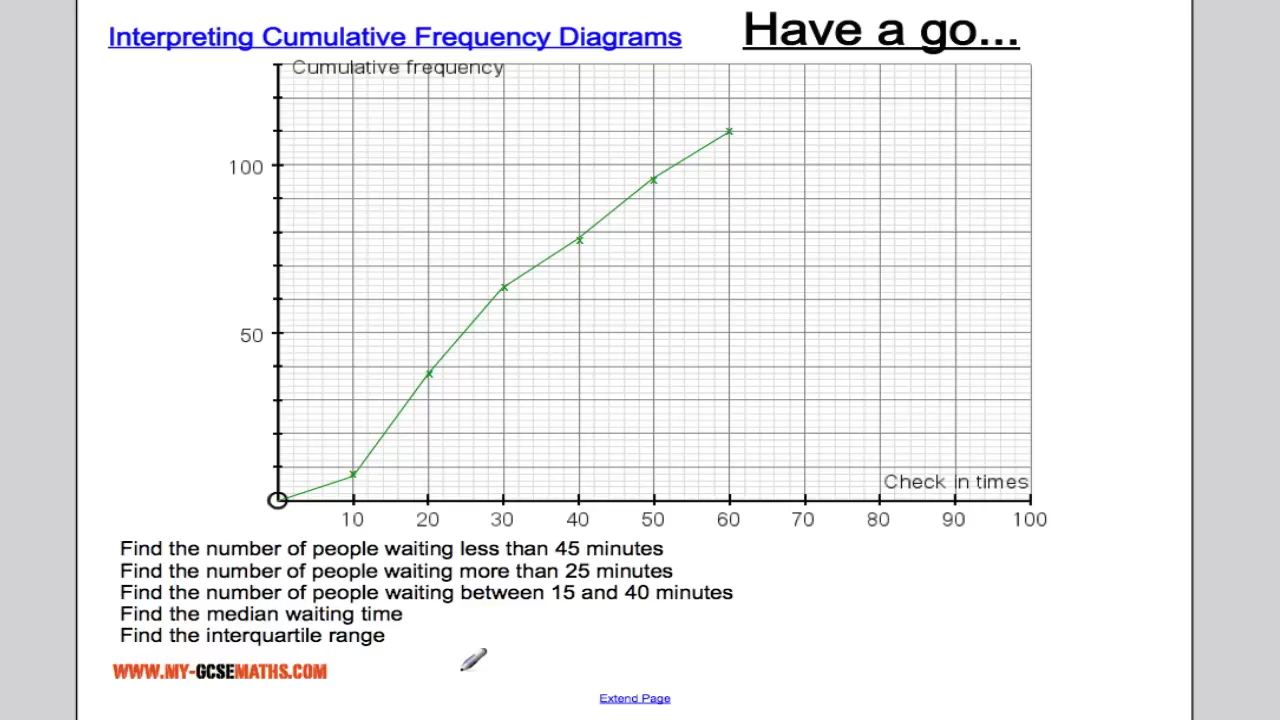 Interpreting Cumulative Frequency Diagrams
Have a go...
Cumulative frequency
100
50
Check in times
10 20 30 40 50 60 70 80 90 100
Find the number of people waiting less than 45 minutes
Find the number of people waiting more than 25 minutes
Find the number of people waiting between 15 and 40 minutes
Find the median waiting time
Find the interquartile range
WWW.MY-GCSEMATHS.COM
Extend Page